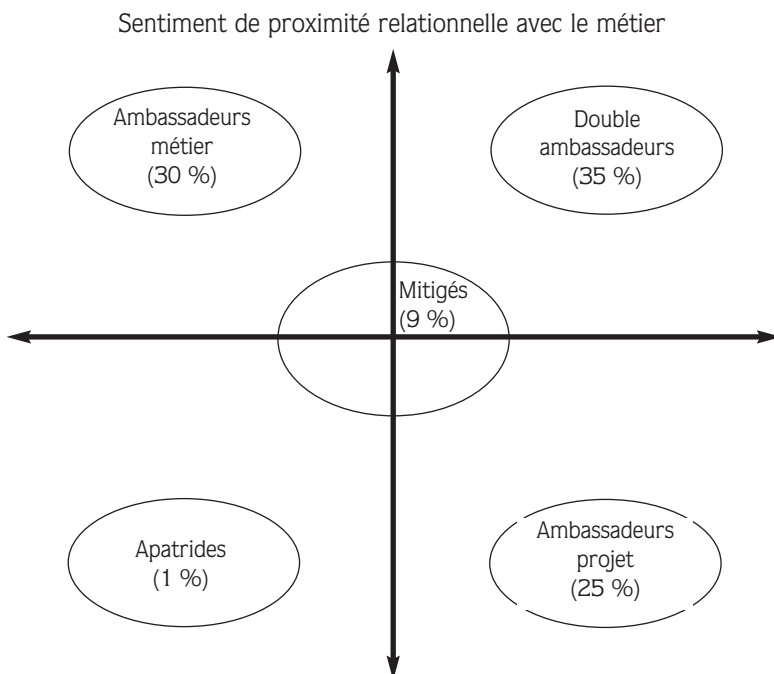 Sentiment de proximité relationnelle avec le métier
Ambassadeurs
métier
(30 %)
Double
ambassadeurs
(35 %)
Mitigés
(9 %)
Apatrides
(1 %)
Ambassadeurs
projet
(25 %)